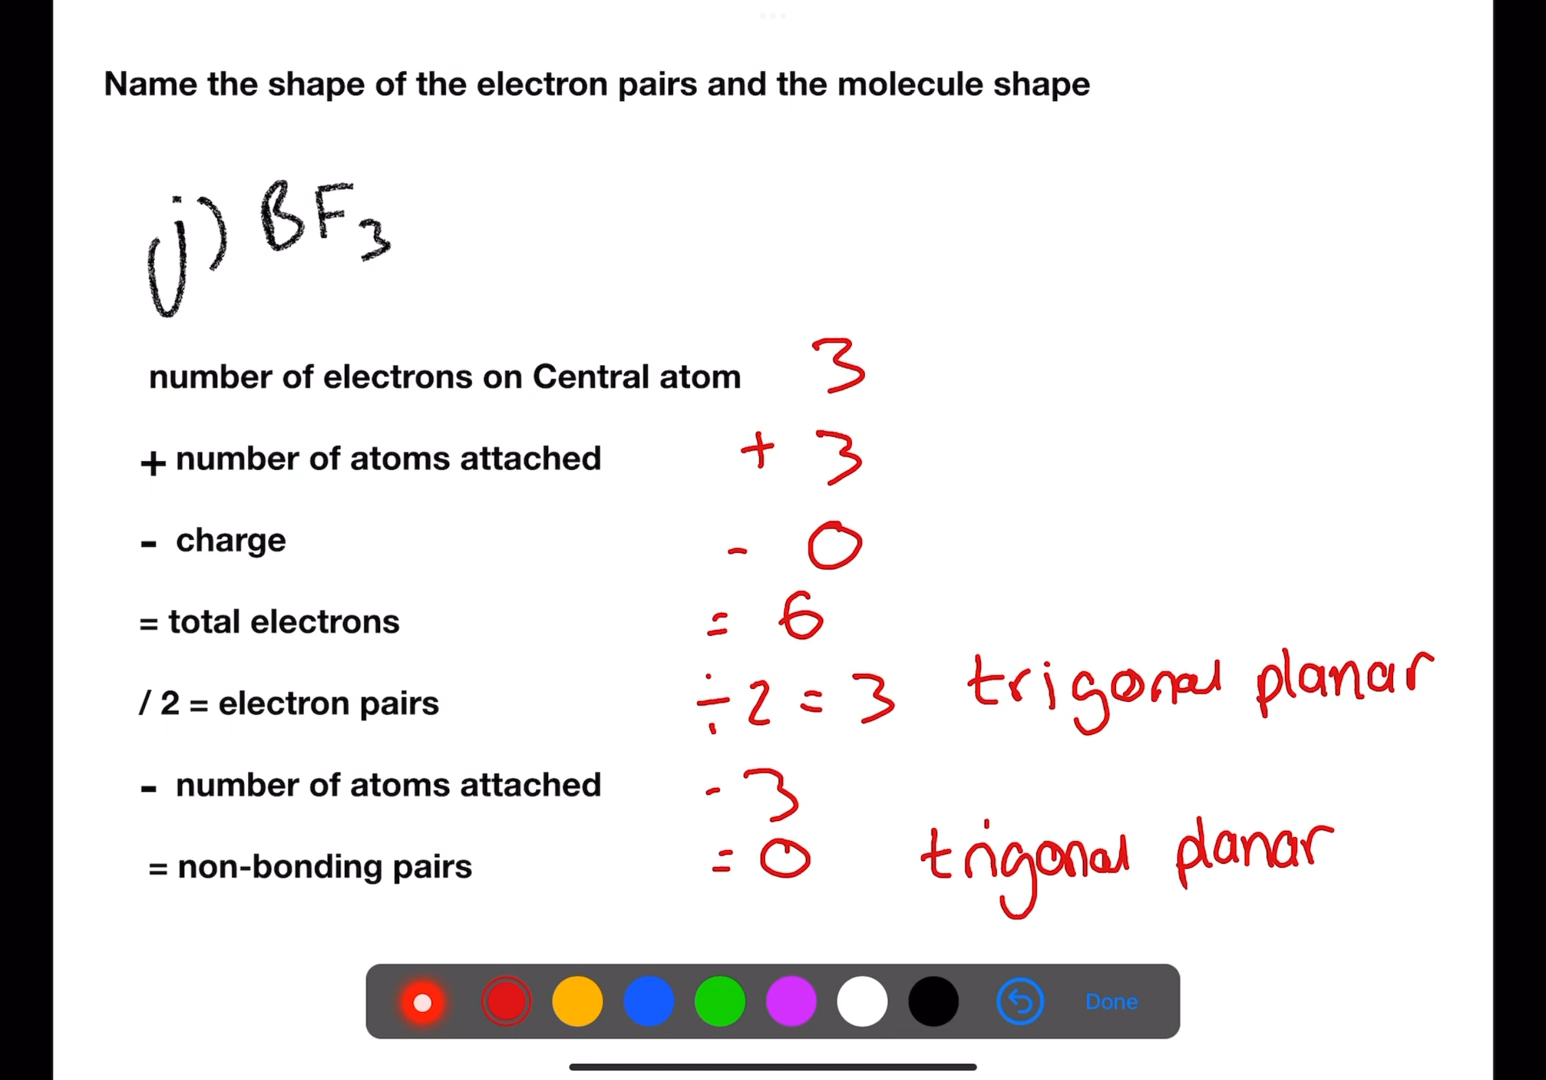 Name the shape of the electron pairs and the molecule shape
j) BF3
number of electrons on Central atom 3
+ number of atoms attached + 3
- charge - 0
= total electrons = 6
/ 2 = electron pairs ÷2 = 3 trigonal planar
- number of atoms attached - 3
= non-bonding pairs = 0 trigonal planar
Done